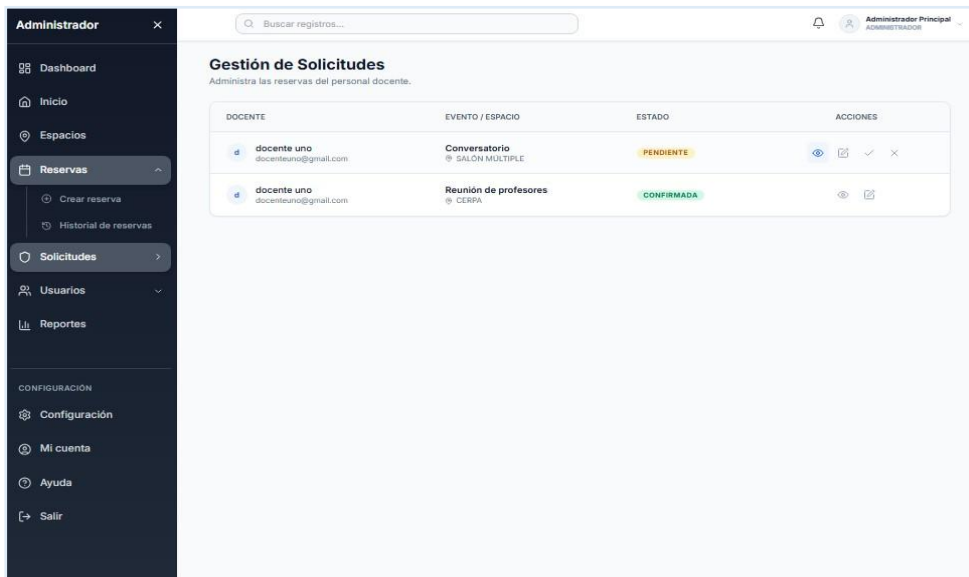 Administrador
Dashboard
Inicio
Espacios
Reservas
Crear reserva
Historial de reservas
Solicitudes
Usuarios
Reportes
CONFIGURACIÓN
Configuración
Mi cuenta
Ayuda
Salir
Buscar registros...
Administrador Principal
ADMINISTRADOR
Gestión de Solicitudes
Administra las reservas del personal docente.
DOCENTE EVENTO / ESPACIO ESTADO ACCIONES
d docente uno Conversatorio PENDIENTE
docenteuno@gmail.com SALÓN MÚLTIPLE
d docente uno Reunión de profesores CONFIRMADA
docenteuno@gmail.com CERPA